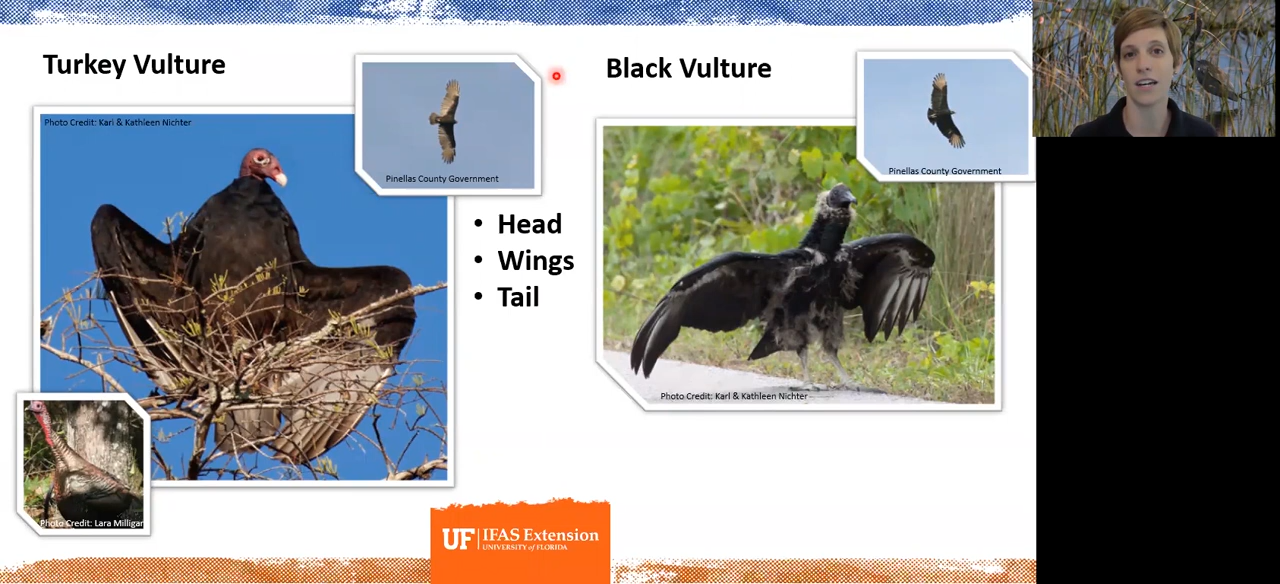 Turkey Vulture
Photo Credit: Karl & Kathleen Nichter
Pinellas County Government
• Head
• Wings
• Tail
Photo Credit: Lara Milligan
Black Vulture
Pinellas County Government
Photo Credit: Karl & Kathleen Nichter
UF IFAS Extension
UNIVERSITY of FLORIDA